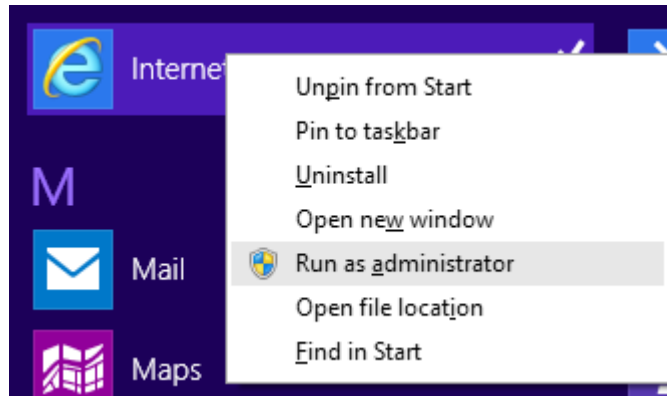 Internet
Unpin from Start
Pin to taskbar
Uninstall
Open new window
Run as administrator
Open file location
Find in Start
M
Mail
Maps